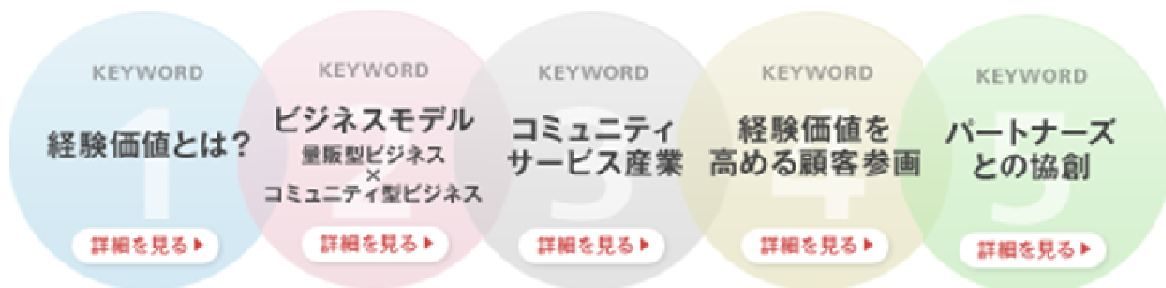 KEYWORD
1
経験価値とは?
詳細を見る
KEYWORD
2
ビジネスモデル
量販型ビジネス
×
コミュニティ型ビジネス
詳細を見る
KEYWORD
3
コミュニティ
サービス産業
詳細を見る
KEYWORD
4
経験価値を
高める顧客参画
詳細を見る
KEYWORD
5
パートナーズ
との協創
詳細を見る